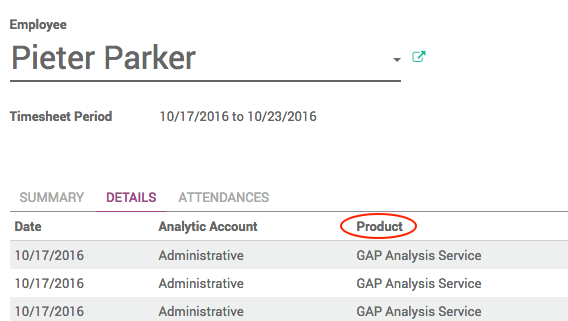 Employee
Pieter Parker
Timesheet Period 10/17/2016 to 10/23/2016
SUMMARY DETAILS ATTENDANCES
Date Analytic Account Product
10/17/2016 Administrative GAP Analysis Service
10/17/2016 Administrative GAP Analysis Service
10/17/2016 Administrative GAP Analysis Service